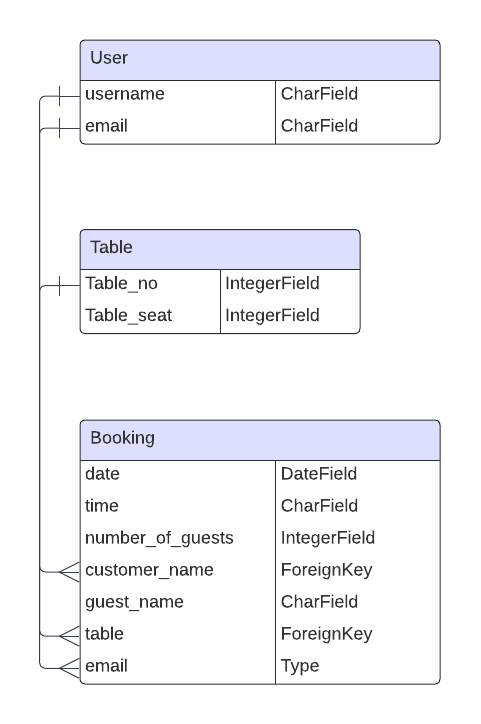 User
username CharField
email CharField
Table
Table_no IntegerField
Table_seat IntegerField
Booking
date DateField
time CharField
number_of_guests IntegerField
customer_name ForeignKey
guest_name CharField
table ForeignKey
email Type